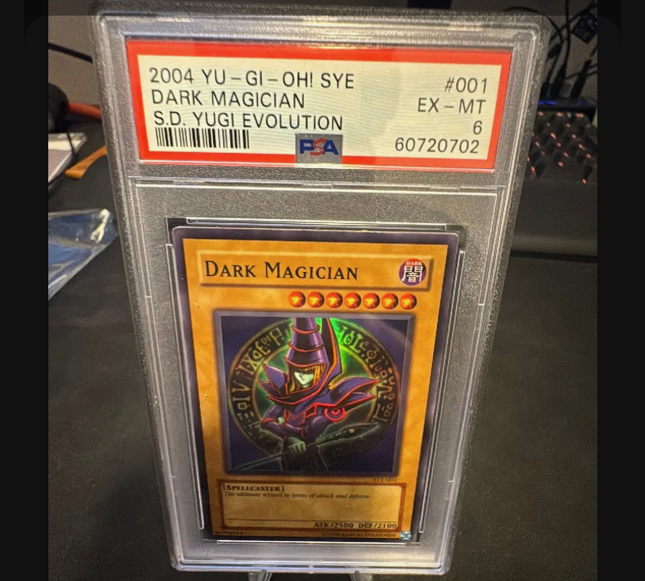 2004 YU-GI-OH! SYE #001
DARK MAGICIAN EX-MT
S.D. YUGI EVOLUTION 6
PSA 60720702
DARK MAGICIAN
DARK
闇
[SPELLCASTER]
The ultimate wizard in terms of attack and defense.
ATK/2500 DEF/2100